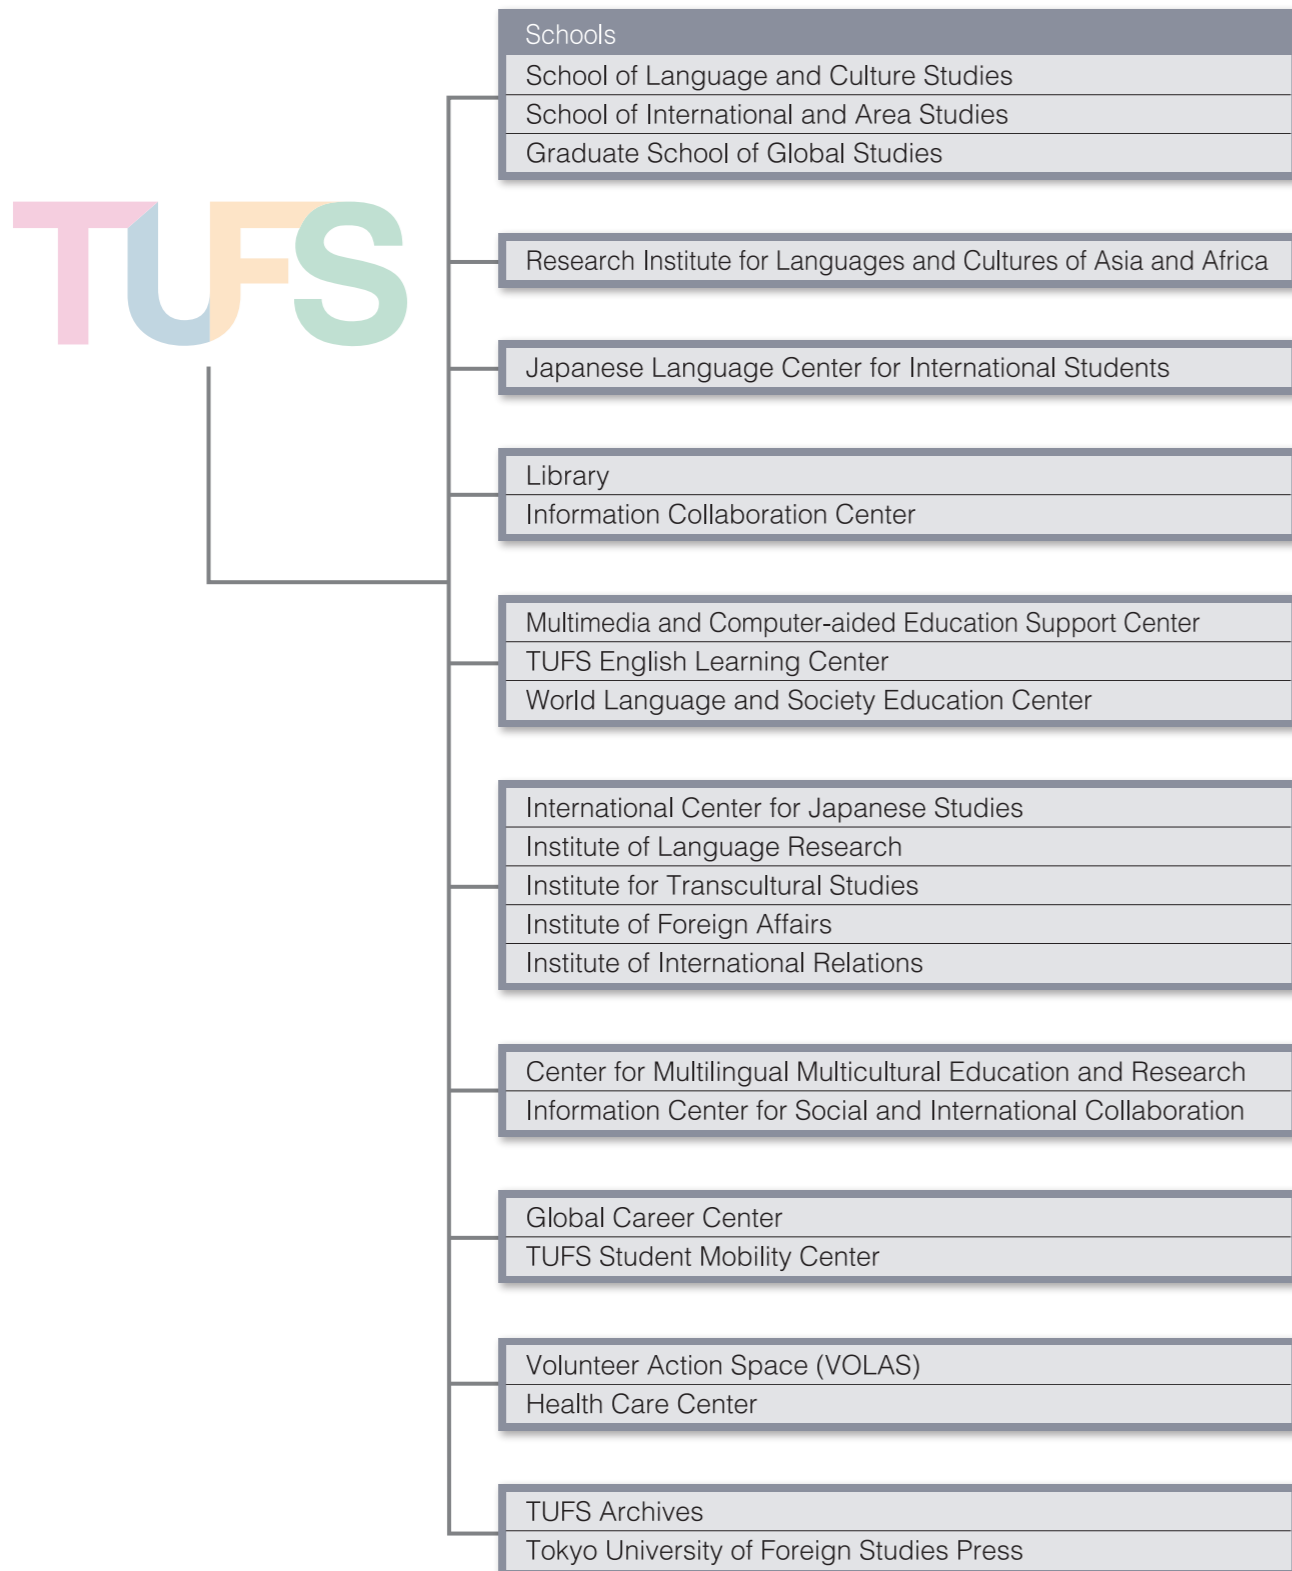 TUFS
Schools
School of Language and Culture Studies
School of International and Area Studies
Graduate School of Global Studies
Research Institute for Languages and Cultures of Asia and Africa
Japanese Language Center for International Students
Library
Information Collaboration Center
Multimedia and Computer-aided Education Support Center
TUFS English Learning Center
World Language and Society Education Center
International Center for Japanese Studies
Institute of Language Research
Institute for Transcultural Studies
Institute of Foreign Affairs
Institute of International Relations
Center for Multilingual Multicultural Education and Research
Information Center for Social and International Collaboration
Global Career Center
TUFS Student Mobility Center
Volunteer Action Space (VOLAS)
Health Care Center
TUFS Archives
Tokyo University of Foreign Studies Press